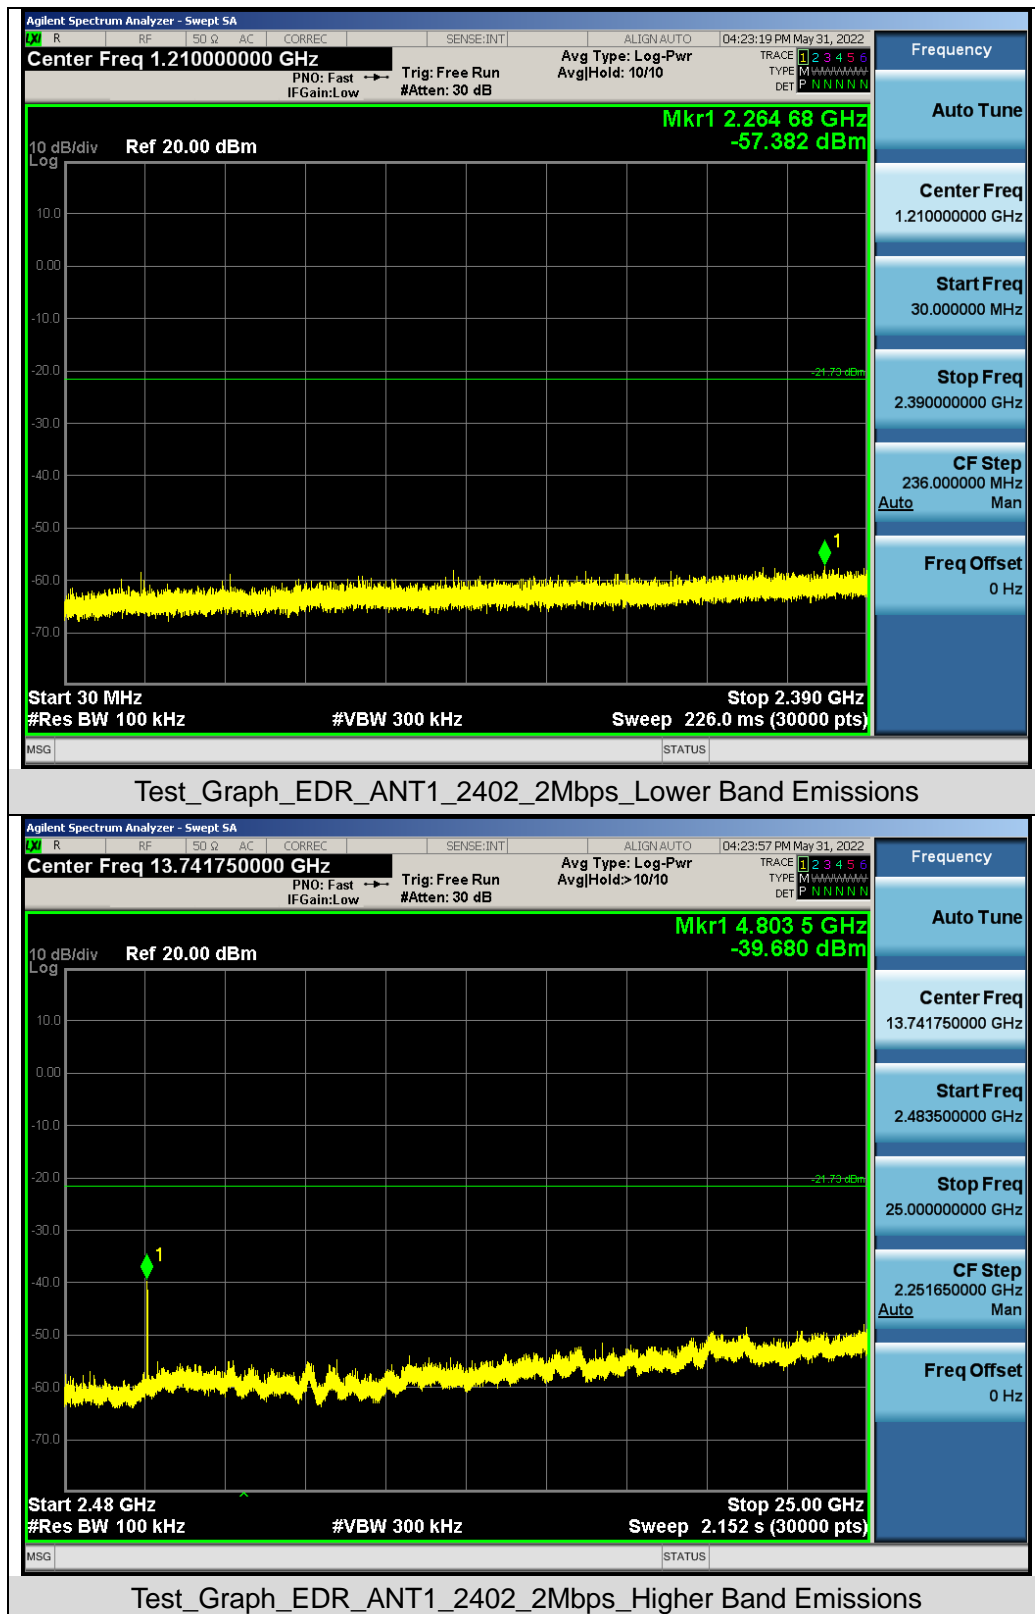 Agilent Spectrum Analyzer - Swept SA
LXI R RF 50 Ω AC CORREC SENSE:INT ALIGN AUTO 04:23:19 PM May 31, 2022
Center Freq 1.210000000 GHz
PNO: Fast
IFGain:Low
Trig: Free Run
#Atten: 30 dB
Avg Type: Log-Pwr
Avg|Hold: 10/10
TRACE 1 2 3 4 5 6
TYPE M
DET P N N N N N
Mkr1 2.264 68 GHz
-57.382 dBm
10 dB/div Ref 20.00 dBm
Log
10.0
0.00
-10.0
-20.0
-21.73 dBm
-30.0
-40.0
-50.0
1
-60.0
-70.0
Start 30 MHz Stop 2.390 GHz
#Res BW 100 kHz #VBW 300 kHz Sweep 226.0 ms (30000 pts)
MSG STATUS
Frequency
Auto Tune
Center Freq
1.210000000 GHz
Start Freq
30.000000 MHz
Stop Freq
2.390000000 GHz
CF Step
236.000000 MHz
Auto Man
Freq Offset
0 Hz
Test_Graph_EDR_ANT1_2402_2Mbps_Lower Band Emissions
Agilent Spectrum Analyzer - Swept SA
LXI R RF 50 Ω AC CORREC SENSE:INT ALIGN AUTO 04:23:57 PM May 31, 2022
Center Freq 13.741750000 GHz
PNO: Fast
IFGain:Low
Trig: Free Run
#Atten: 30 dB
Avg Type: Log-Pwr
Avg|Hold:> 10/10
TRACE 1 2 3 4 5 6
TYPE M
DET P N N N N N
Mkr1 4.803 5 GHz
-39.680 dBm
10 dB/div Ref 20.00 dBm
Log
10.0
0.00
-10.0
-20.0
-21.73 dBm
-30.0
1
-40.0
-50.0
-60.0
-70.0
Start 2.48 GHz Stop 25.00 GHz
#Res BW 100 kHz #VBW 300 kHz Sweep 2.152 s (30000 pts)
MSG STATUS
Frequency
Auto Tune
Center Freq
13.741750000 GHz
Start Freq
2.483500000 GHz
Stop Freq
25.000000000 GHz
CF Step
2.251650000 GHz
Auto Man
Freq Offset
0 Hz
Test_Graph_EDR_ANT1_2402_2Mbps_Higher Band Emissions